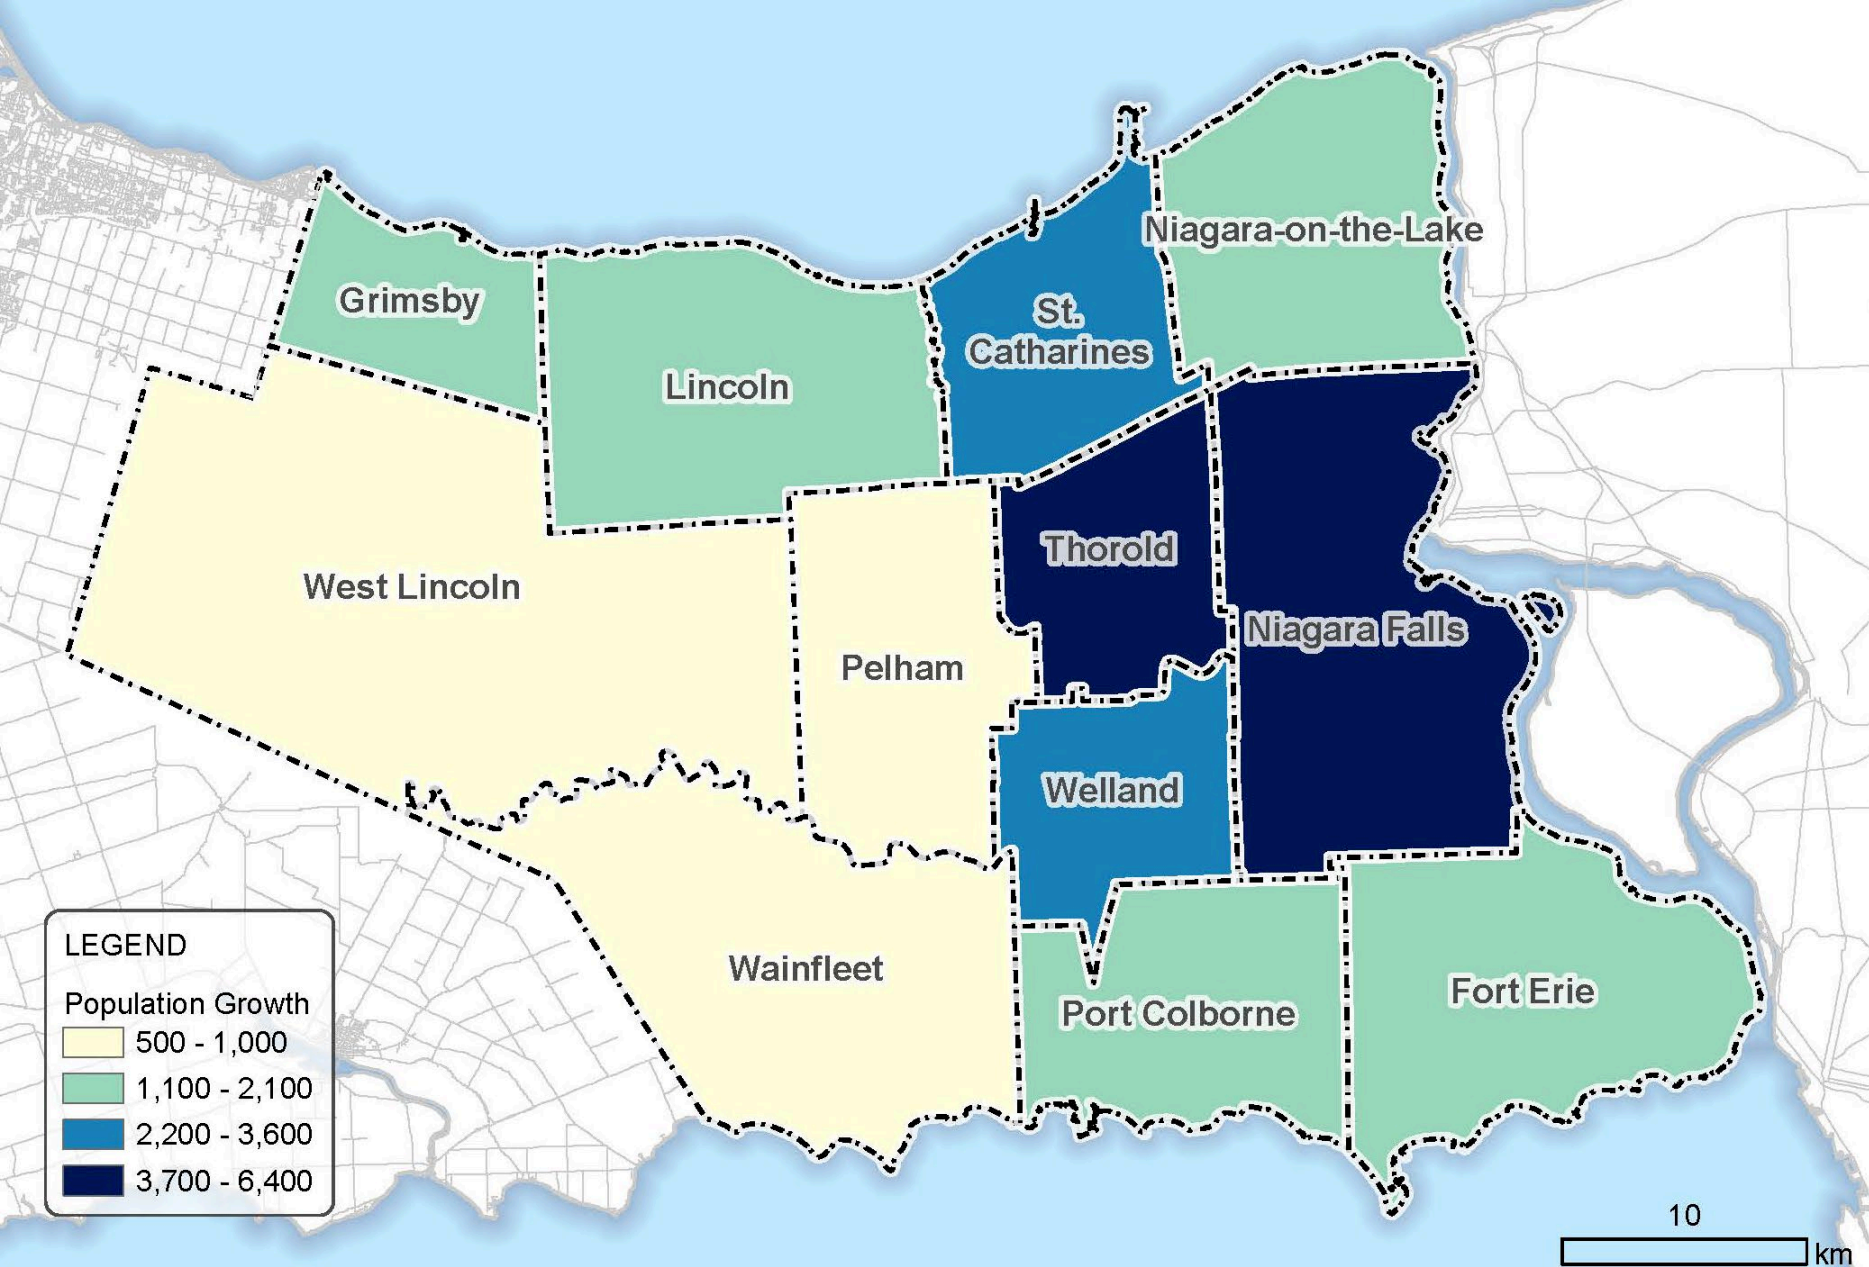 Niagara-on-the-Lake
Grimsby
St.
Catharines
Lincoln
Thorold
West Lincoln
Niagara Falls
Pelham
Welland
Wainfleet
Fort Erie
Port Colborne
LEGEND
Population Growth
500 - 1,000
1,100 - 2,100
2,200 - 3,600
3,700 - 6,400
10
km